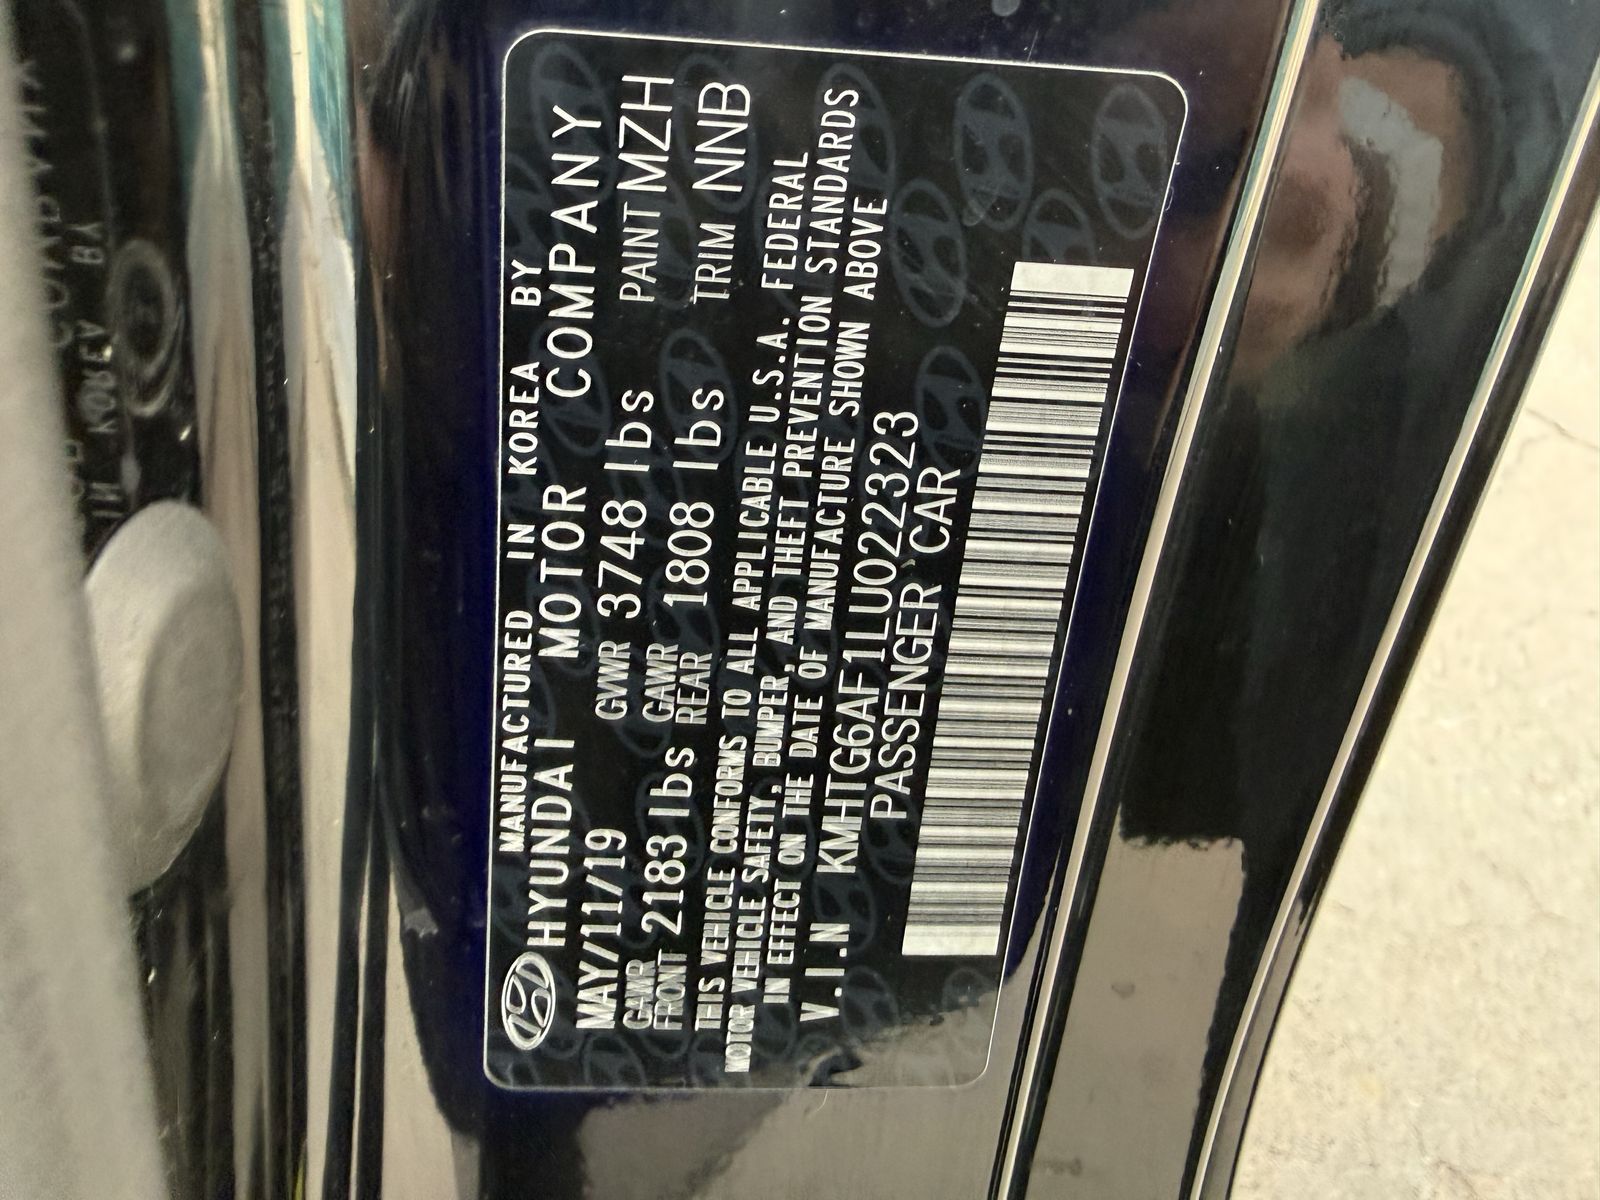 MANUFACTURED IN KOREA BY
HYUNDAI MOTOR COMPANY
MAY/11/19 GVWR 3748 lbs PAINT MZH
GAWR FRONT 2183 lbs GAWR REAR 1808 lbs TRIM NNB
THIS VEHICLE CONFORMS TO ALL APPLICABLE U.S.A. FEDERAL
MOTOR VEHICLE SAFETY, BUMPER, AND THEFT PREVENTION STANDARDS
IN EFFECT ON THE DATE OF MANUFACTURE SHOWN ABOVE
V.I.N KMHTG6AF1LU022323
PASSENGER CAR